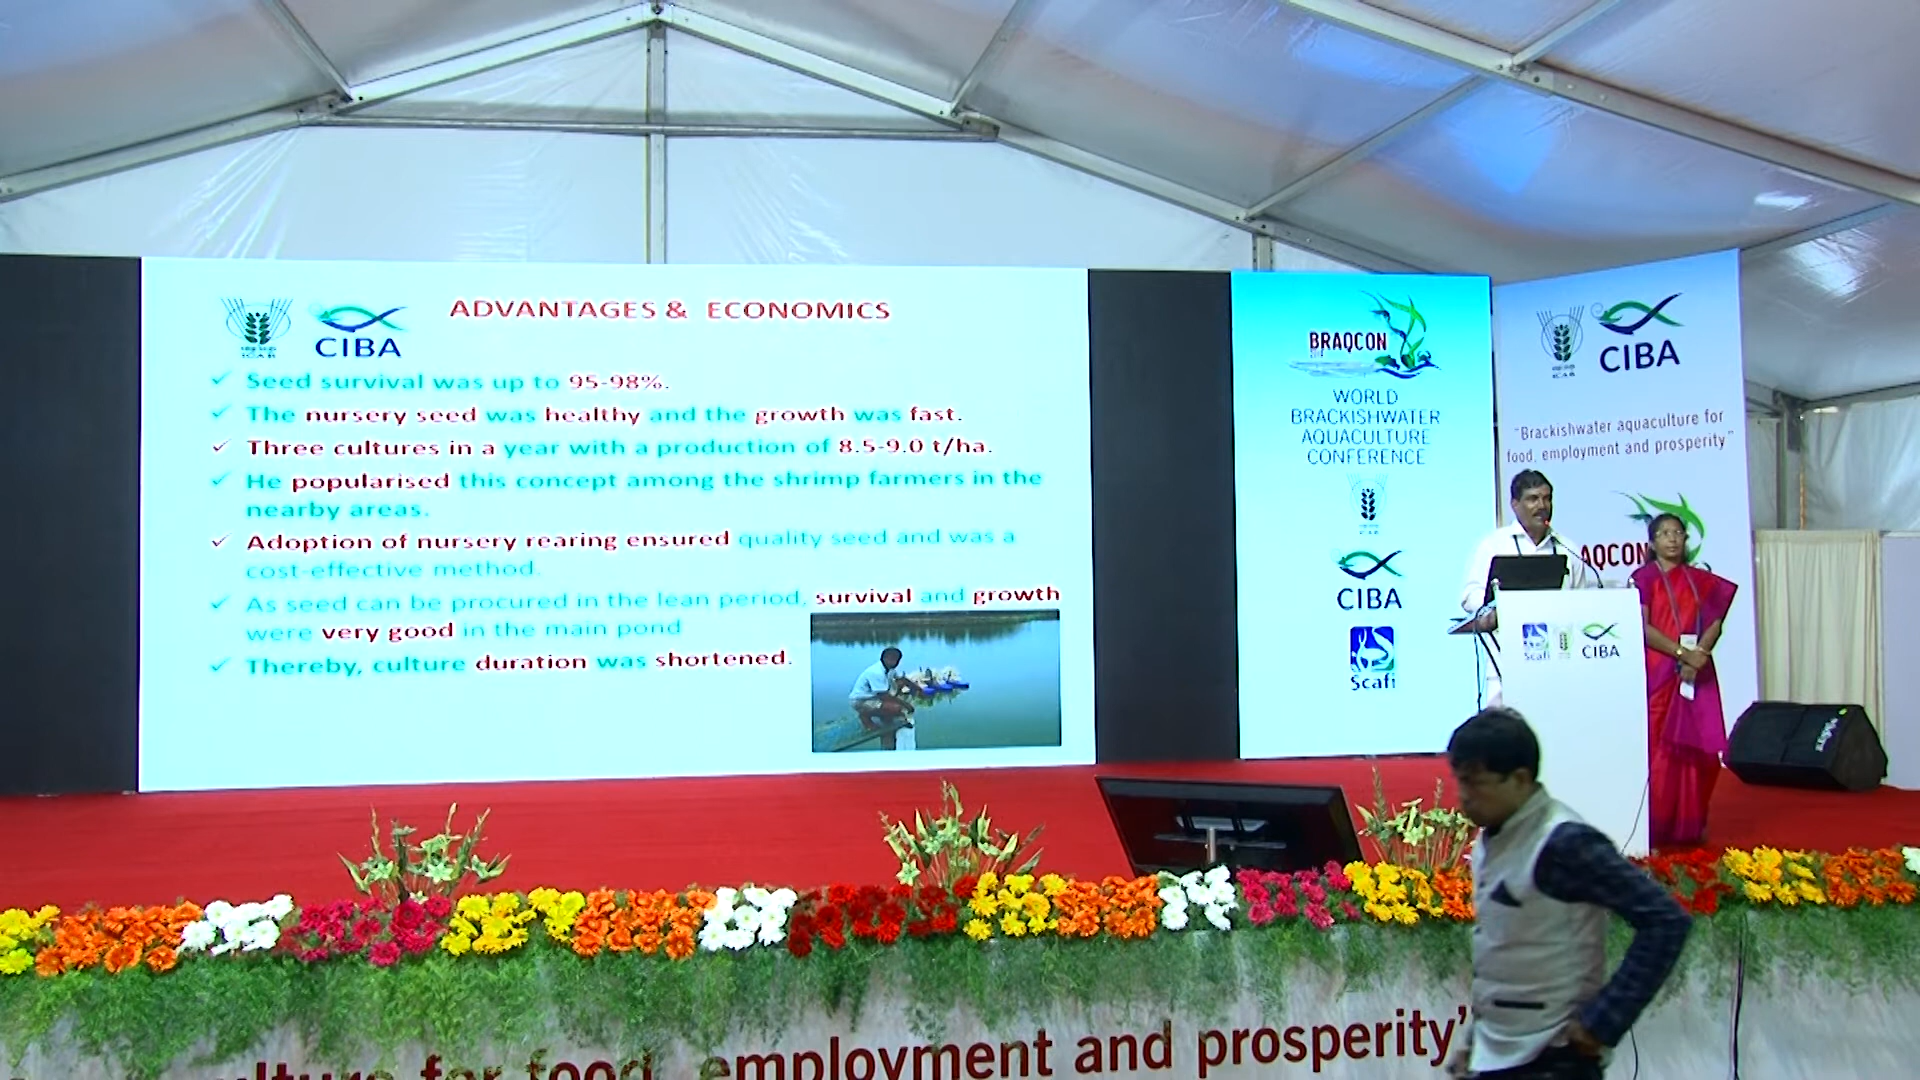 ADVANTAGES & ECONOMICS
ICAR
CIBA
✓ Seed survival was up to 95-98%.
✓ The nursery seed was healthy and the growth was fast.
✓ Three cultures in a year with a production of 8.5-9.0 t/ha.
✓ He popularised this concept among the shrimp farmers in the
nearby areas.
✓ Adoption of nursery rearing ensured quality seed and was a
cost-effective method.
✓ As seed can be procured in the lean period, survival and growth
were very good in the main pond
✓ Thereby, culture duration was shortened.
BRAQCON
WORLD
BRACKISHWATER
AQUACULTURE
CONFERENCE
CIBA
Scafi
ICAR
CIBA
"Brackishwater aquaculture for
food, employment and prosperity"
AQCON
Scafi
CIBA
culture for food, employment and prosperity"